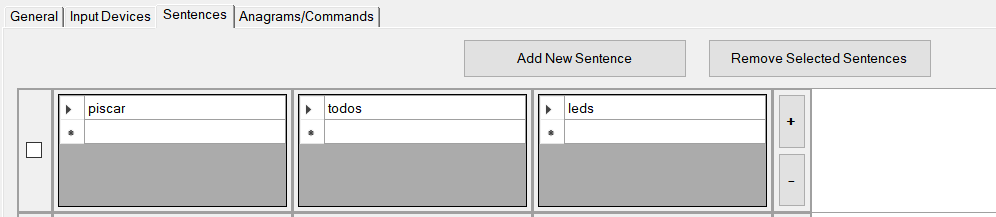 General Input Devices Sentences Anagrams/Commands
Add New Sentence Remove Selected Sentences
piscar todos leds +
-